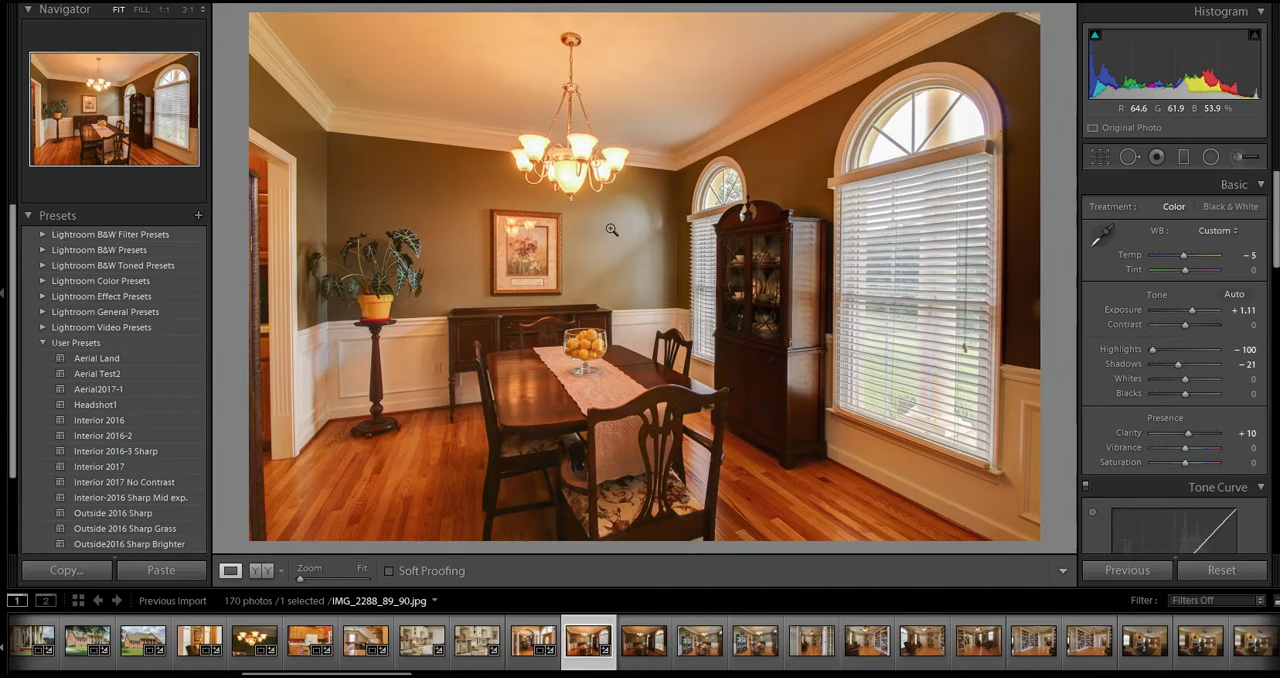 Navigator FIT FILL 1:1 3:1
Presets +
Lightroom B&W Filter Presets
Lightroom B&W Presets
Lightroom B&W Toned Presets
Lightroom Color Presets
Lightroom Effect Presets
Lightroom General Presets
Lightroom Video Presets
User Presets
Aerial Land
Aerial Test2
Aerial2017-1
Headshot1
Interior 2016
Interior 2016-2
Interior 2016-3 Sharp
Interior 2017
Interior 2017 No Contrast
Interior-2016 Sharp Mid exp.
Outside 2016 Sharp
Outside 2016 Sharp Grass
Outside2016 Sharp Brighter
Copy... Paste
Zoom Fit
Soft Proofing
Histogram
R 64.6 G 61.9 B 53.9 %
Original Photo
Basic
Treatment : Color Black & White
WB : Custom
Temp – 5
Tint 0
Tone Auto
Exposure + 1.11
Contrast 0
Highlights – 100
Shadows – 21
Whites 0
Blacks 0
Presence
Clarity + 10
Vibrance 0
Saturation 0
Tone Curve
Previous Reset
1 2 Previous Import 170 photos /1 selected /IMG_2288_89_90.jpg Filter : Filters Off